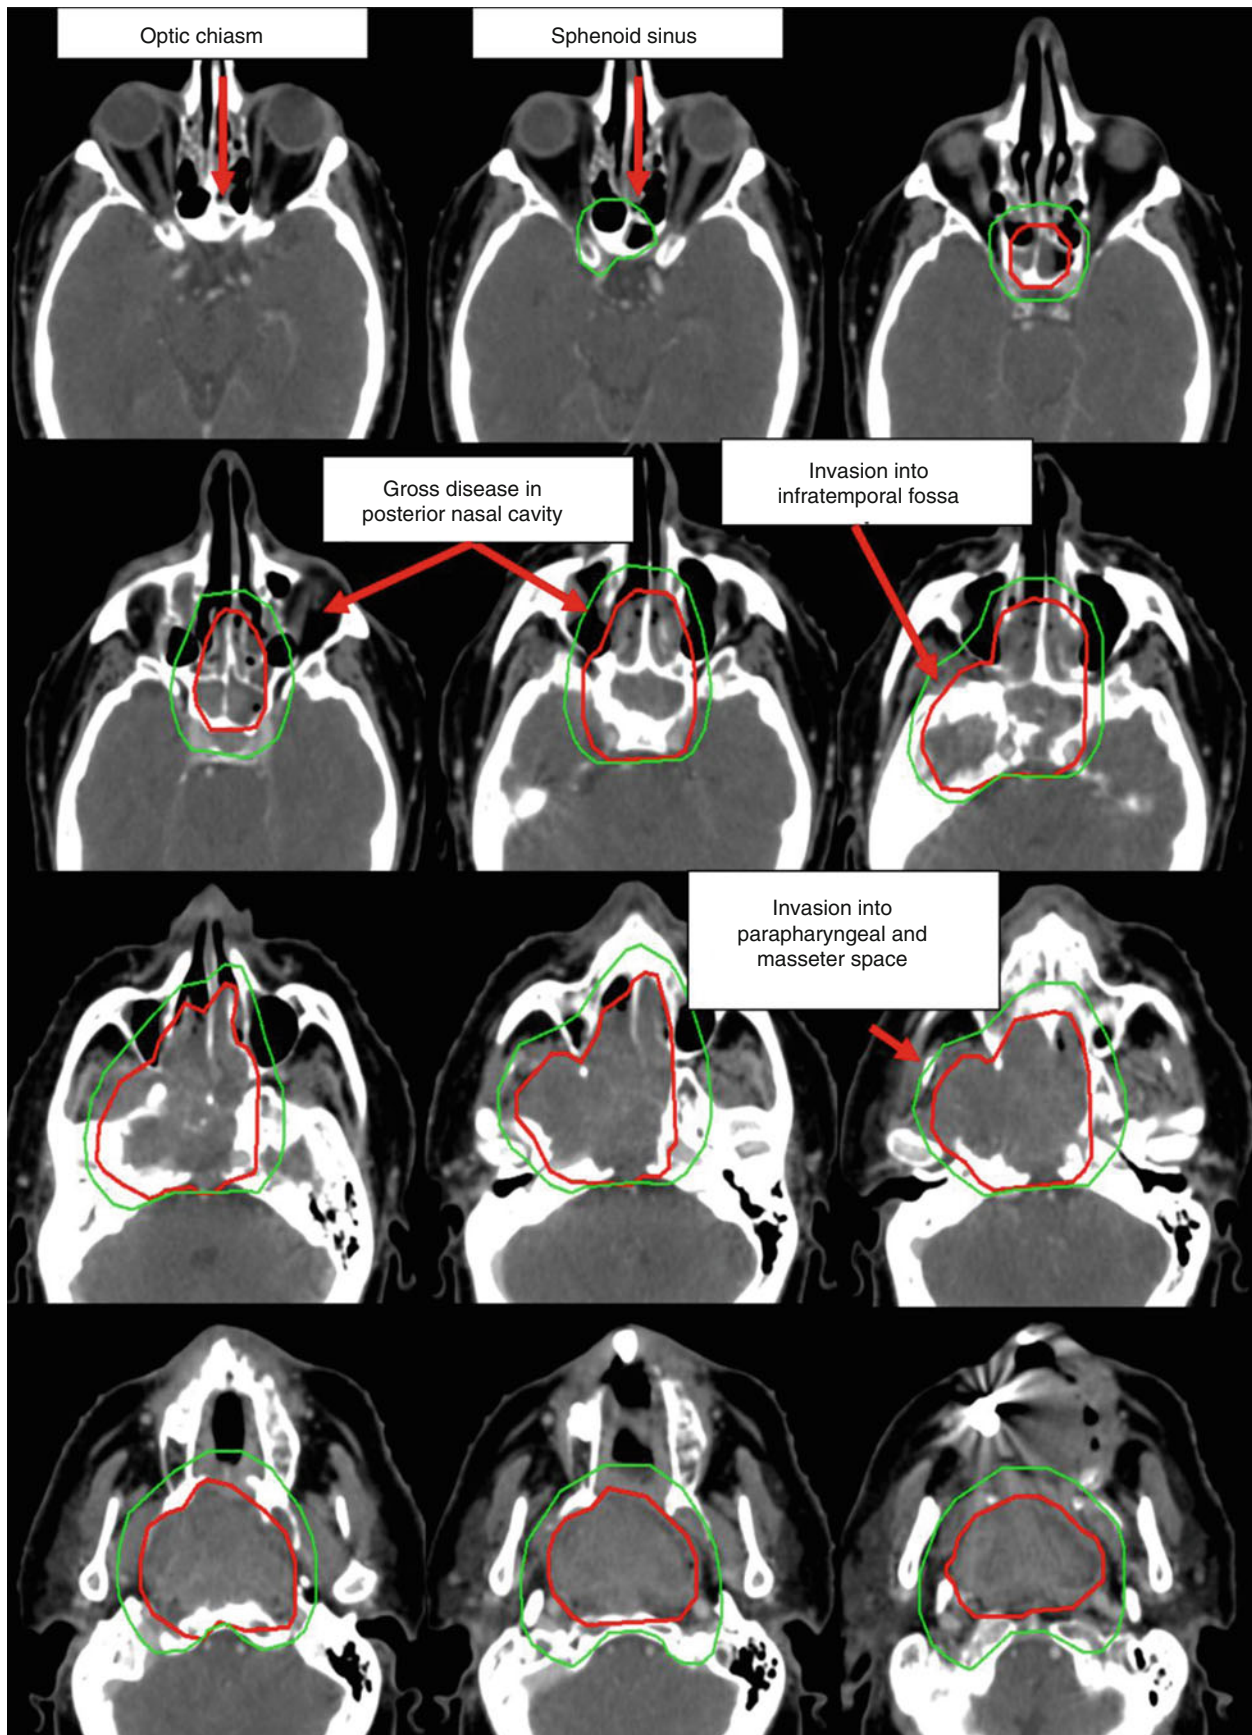 Optic chiasm
Sphenoid sinus
Gross disease in
posterior nasal cavity
Invasion into
infratemporal fossa
Invasion into
parapharyngeal and
masseter space